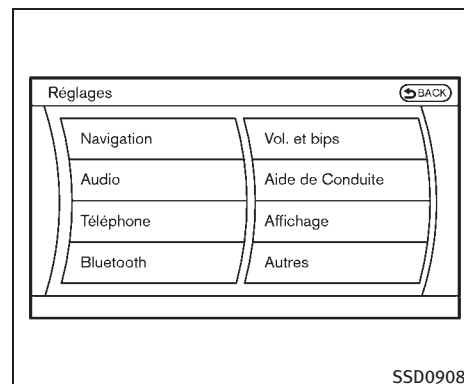 Réglages
BACK
Navigation
Vol. et bips
Audio
Aide de Conduite
Téléphone
Affichage
Bluetooth
Autres
SSD0908